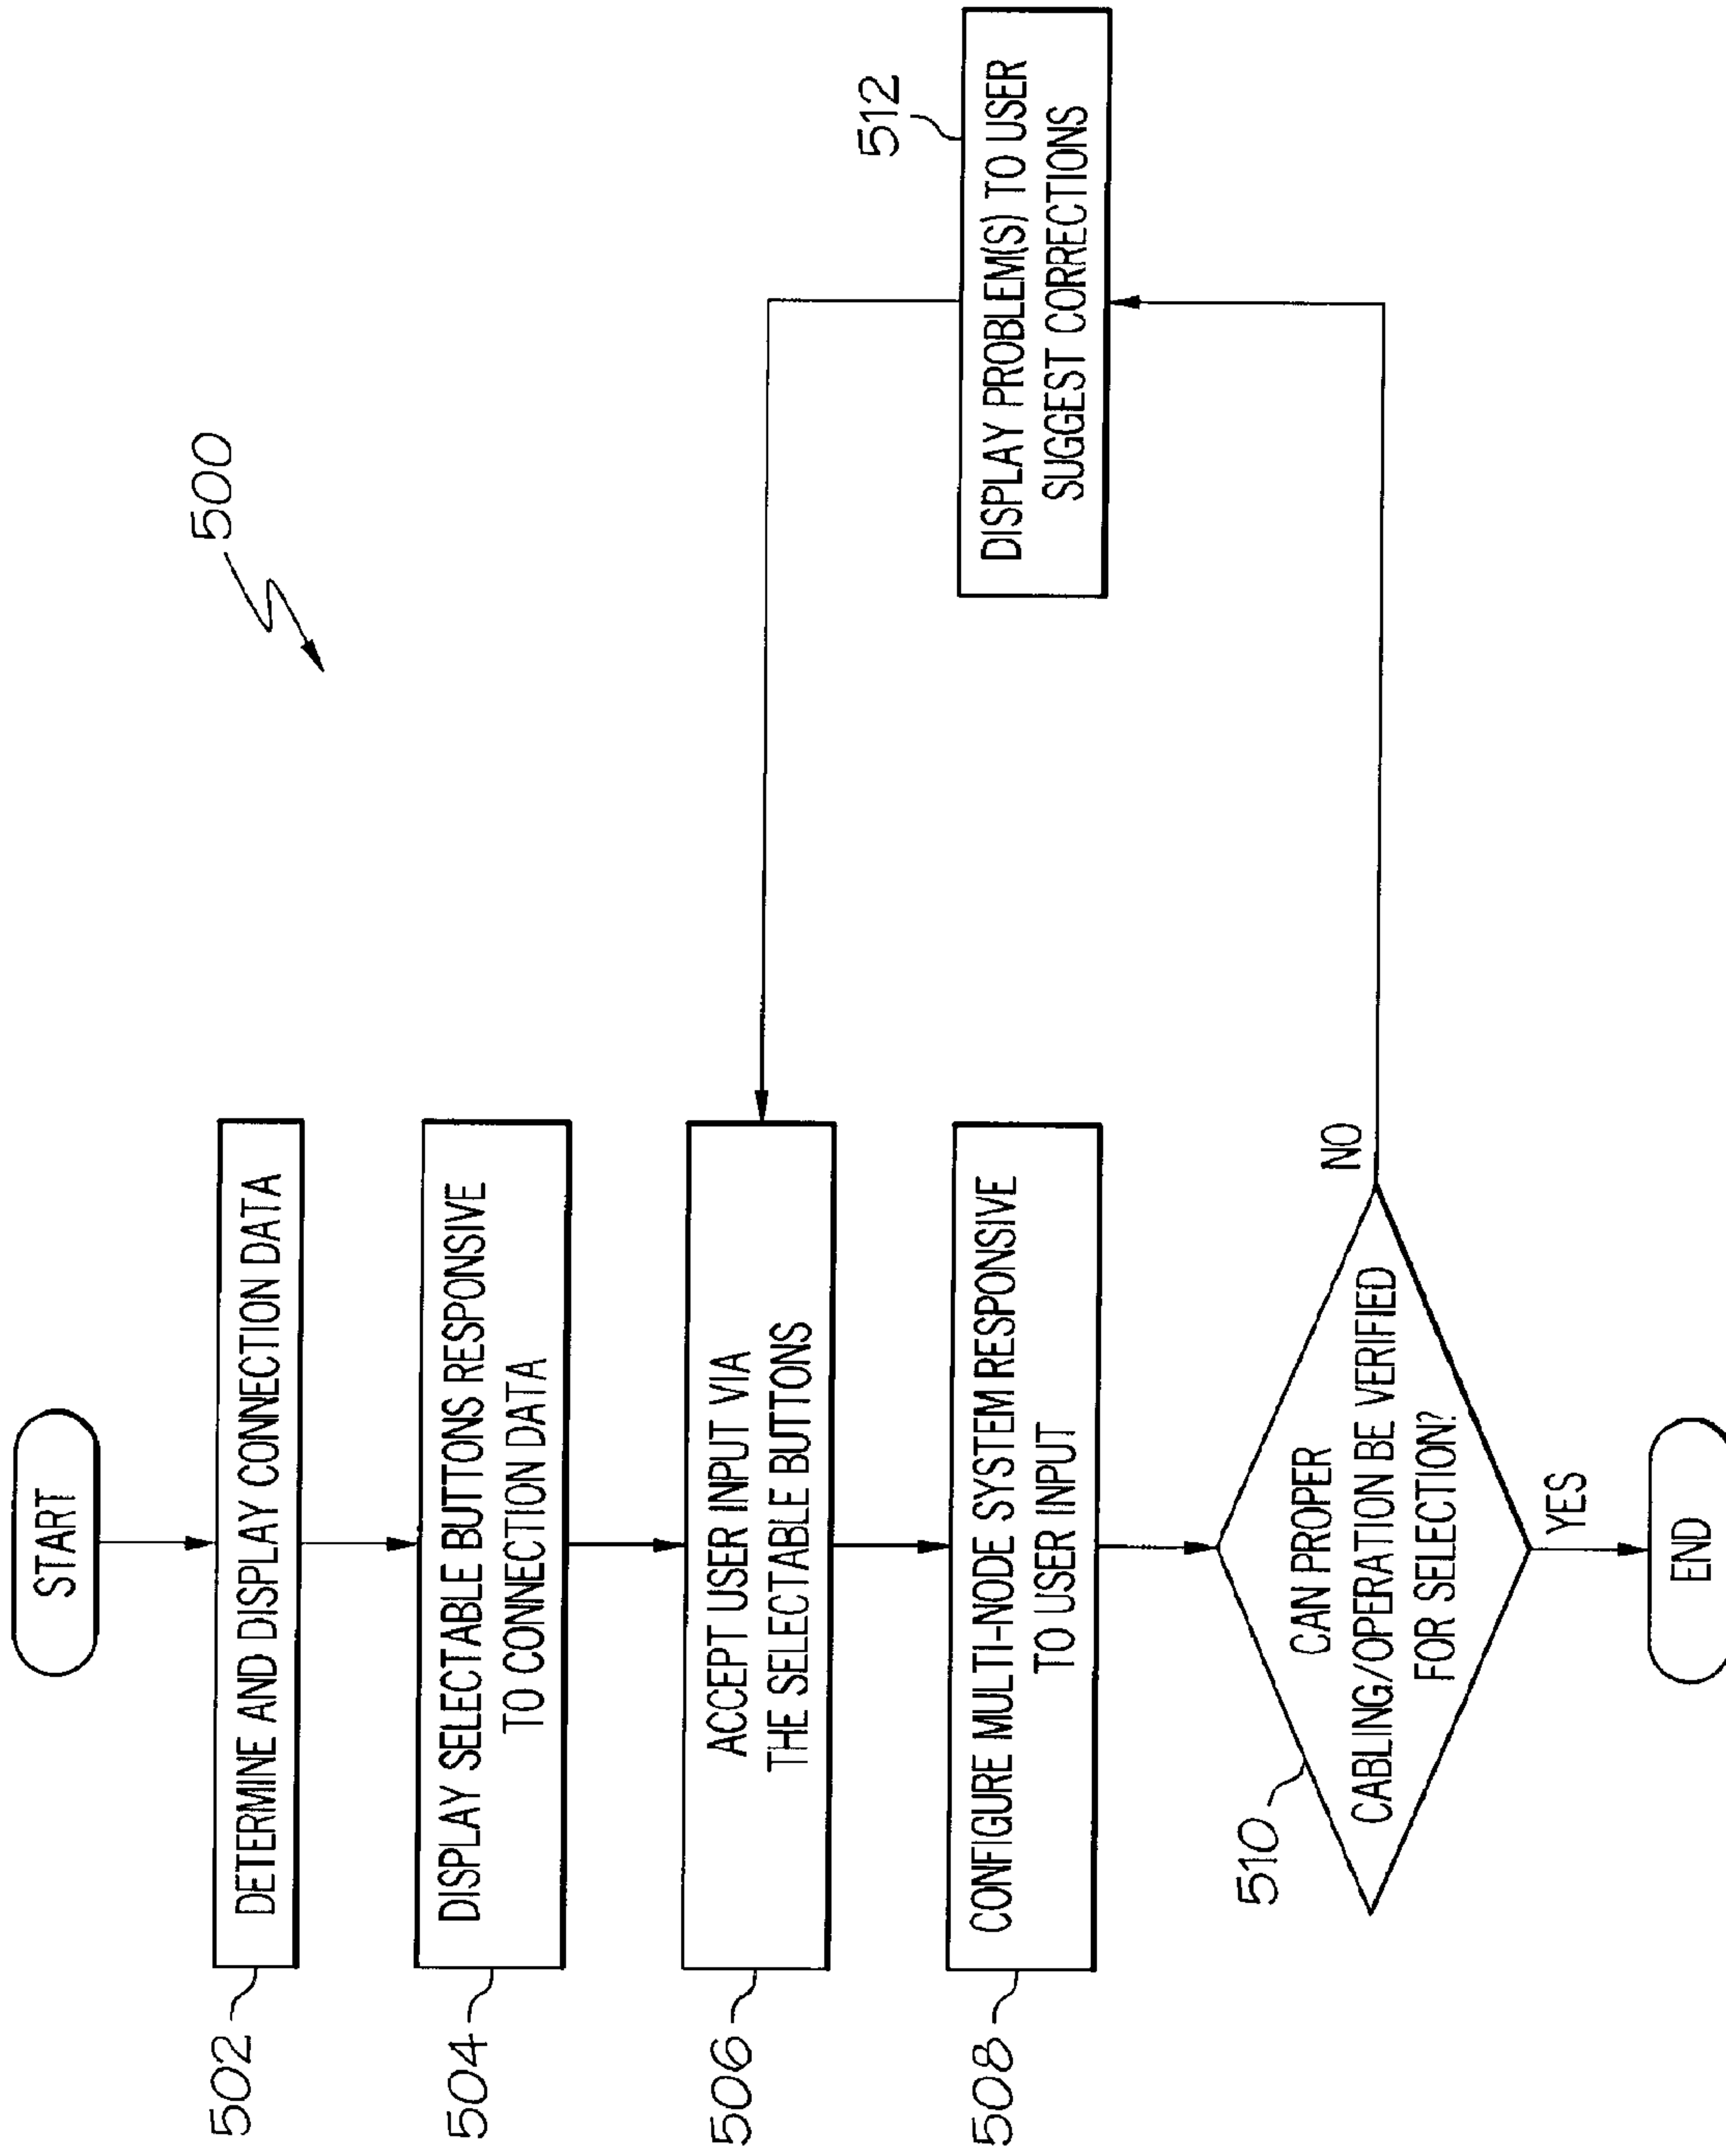 500
START
502
DETERMINE AND DISPLAY CONNECTION DATA
504
DISPLAY SELECTABLE BUTTONS RESPONSIVE
TO CONNECTION DATA
506
ACCEPT USER INPUT VIA
THE SELECTABLE BUTTONS
508
CONFIGURE MULTI-NODE SYSTEM RESPONSIVE
TO USER INPUT
510
CAN PROPER
CABLING/OPERATION BE VERIFIED
FOR SELECTION?
NO
512
DISPLAY PROBLEM(S) TO USER
SUGGEST CORRECTIONS
YES
END